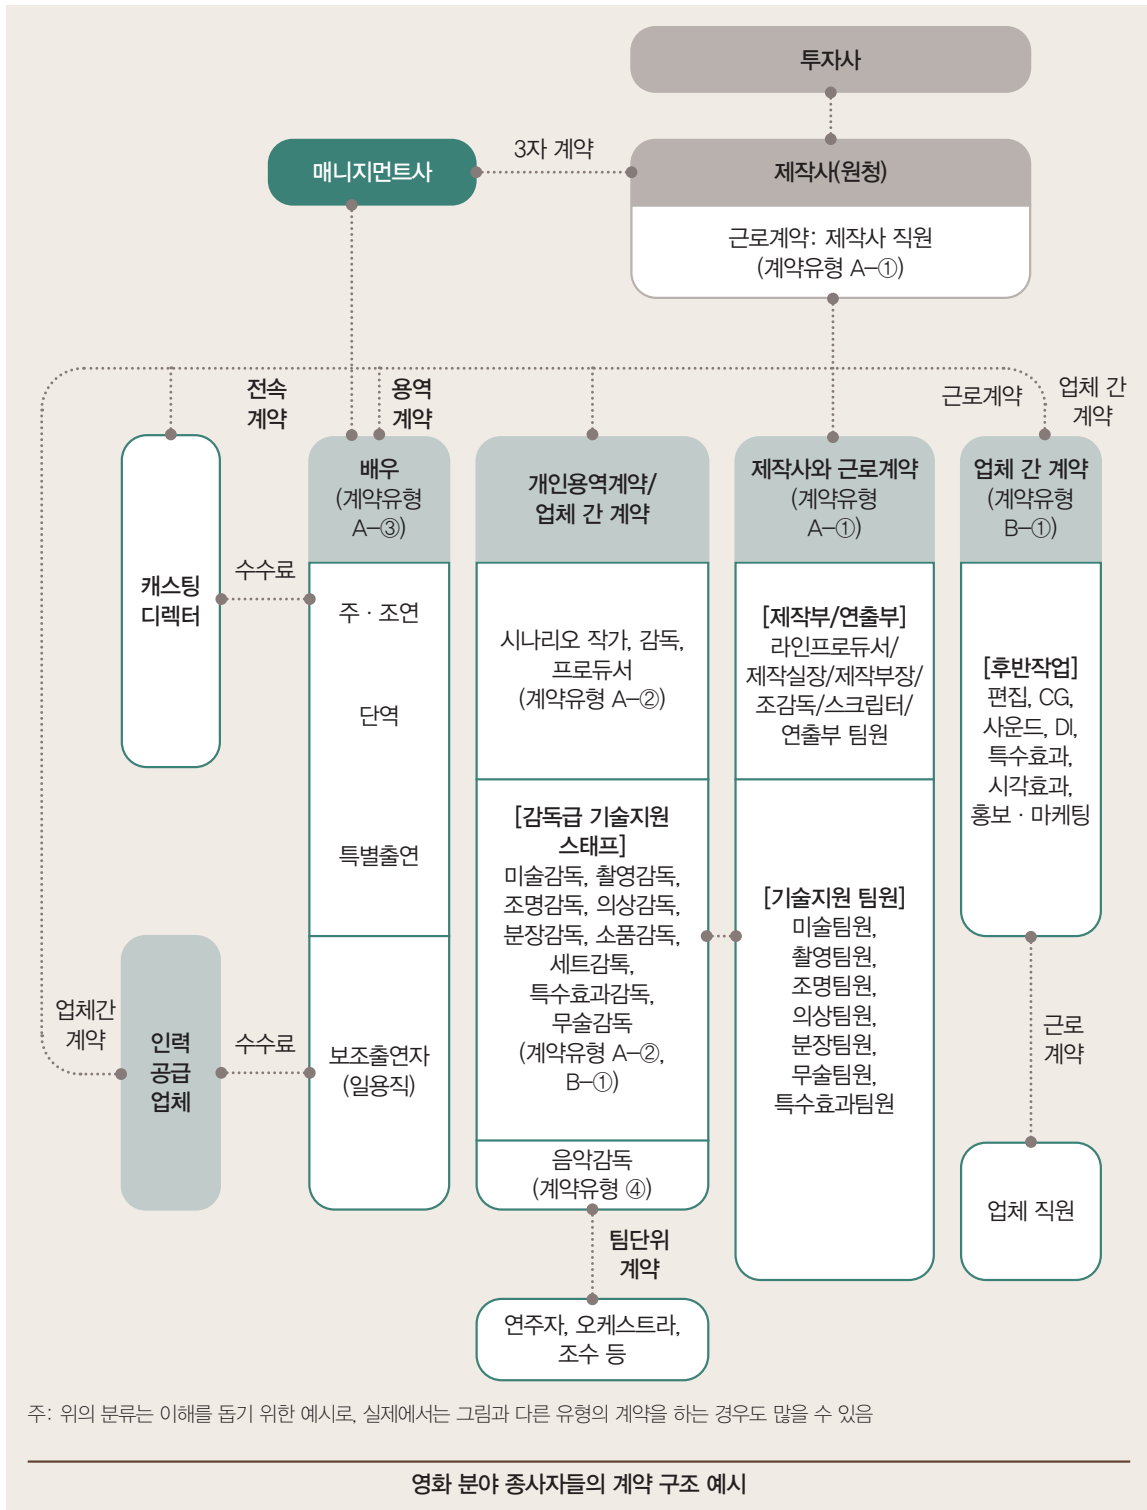 투자사
매니지먼트사
3자 계약
제작사(원청)
근로계약: 제작사 직원
(계약유형 A-①)
전속
계약
용역
계약
근로계약
업체 간
계약
캐스팅
디렉터
수수료
배우
(계약유형
A-③)
주 · 조연
단역
특별출연
업체간
계약
인력
공급
업체
수수료
보조출연자
(일용직)
개인용역계약/
업체 간 계약
시나리오 작가, 감독,
프로듀서
(계약유형 A-②)
[감독급 기술지원
스태프]
미술감독, 촬영감독,
조명감독, 의상감독,
분장감독, 소품감독,
세트감톡,
특수효과감독,
무술감독
(계약유형 A-②,
B-①)
음악감독
(계약유형 ④)
팀단위
계약
연주자, 오케스트라,
조수 등
제작사와 근로계약
(계약유형
A-①)
[제작부/연출부]
라인프로듀서/
제작실장/제작부장/
조감독/스크립터/
연출부 팀원
[기술지원 팀원]
미술팀원,
촬영팀원,
조명팀원,
의상팀원,
분장팀원,
무술팀원,
특수효과팀원
업체 간 계약
(계약유형
B-①)
[후반작업]
편집, CG,
사운드, DI,
특수효과,
시각효과,
홍보 · 마케팅
근로
계약
업체 직원
주: 위의 분류는 이해를 돕기 위한 예시로, 실제에서는 그림과 다른 유형의 계약을 하는 경우도 많을 수 있음
영화 분야 종사자들의 계약 구조 예시